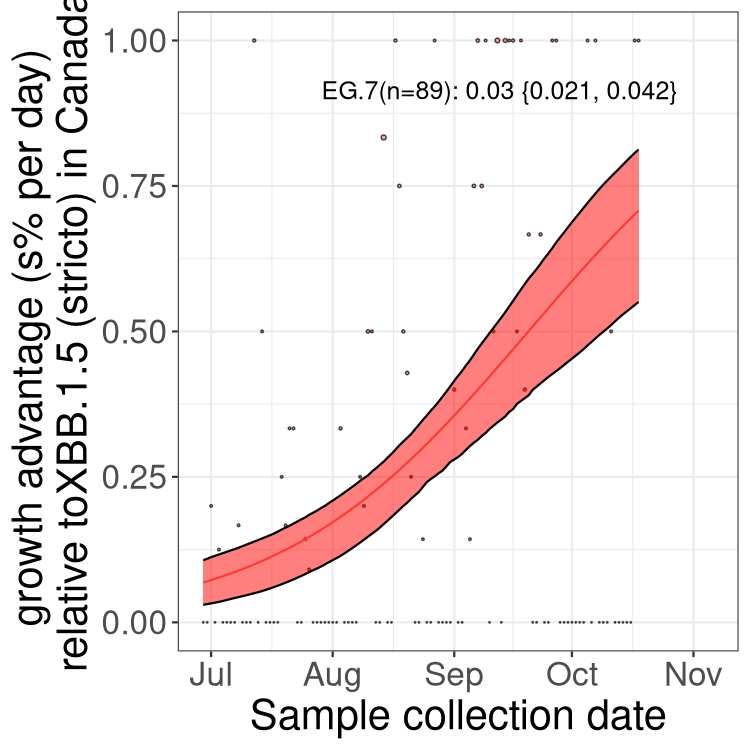 growth advantage (s% per day)
relative toXBB.1.5 (stricto) in Canada
1.00
0.75
0.50
0.25
0.00
EG.7(n=89): 0.03 {0.021, 0.042}
Jul Aug Sep Oct Nov
Sample collection date